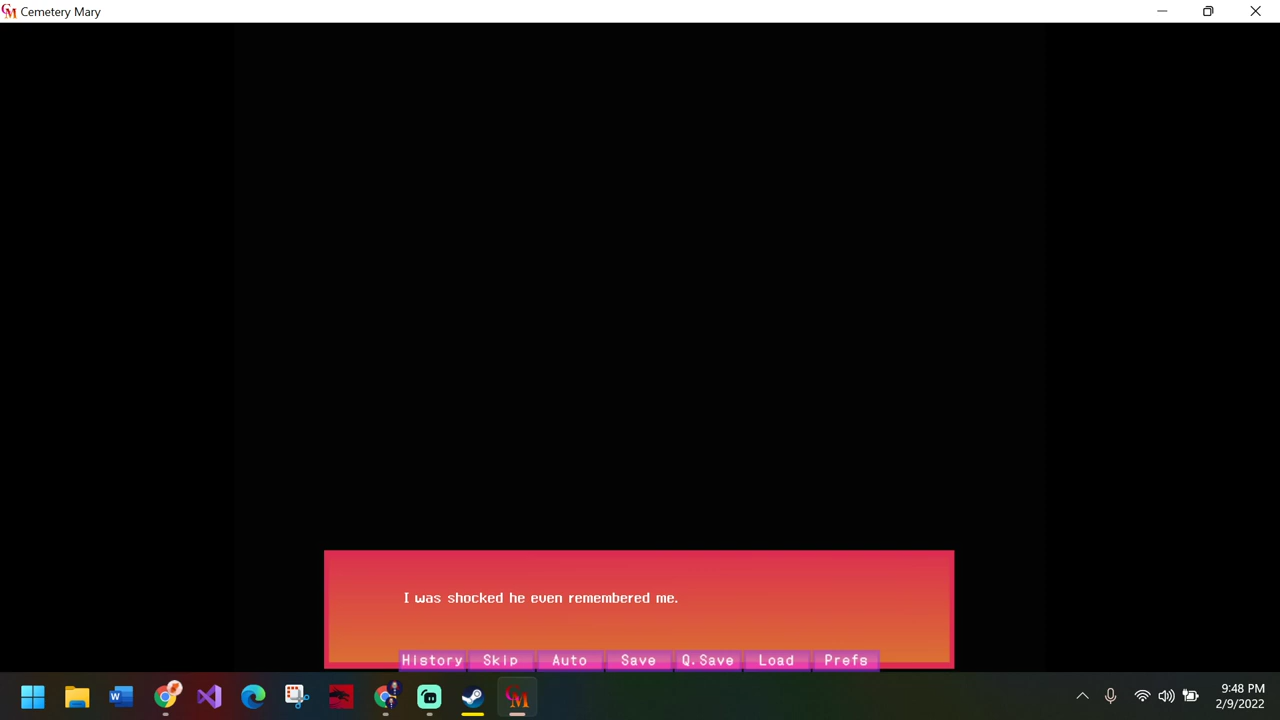 Cemetery Mary
I was shocked he even remembered me.
History Skip Auto Save Q.Save Load Prefs
9:48 PM
2/9/2022